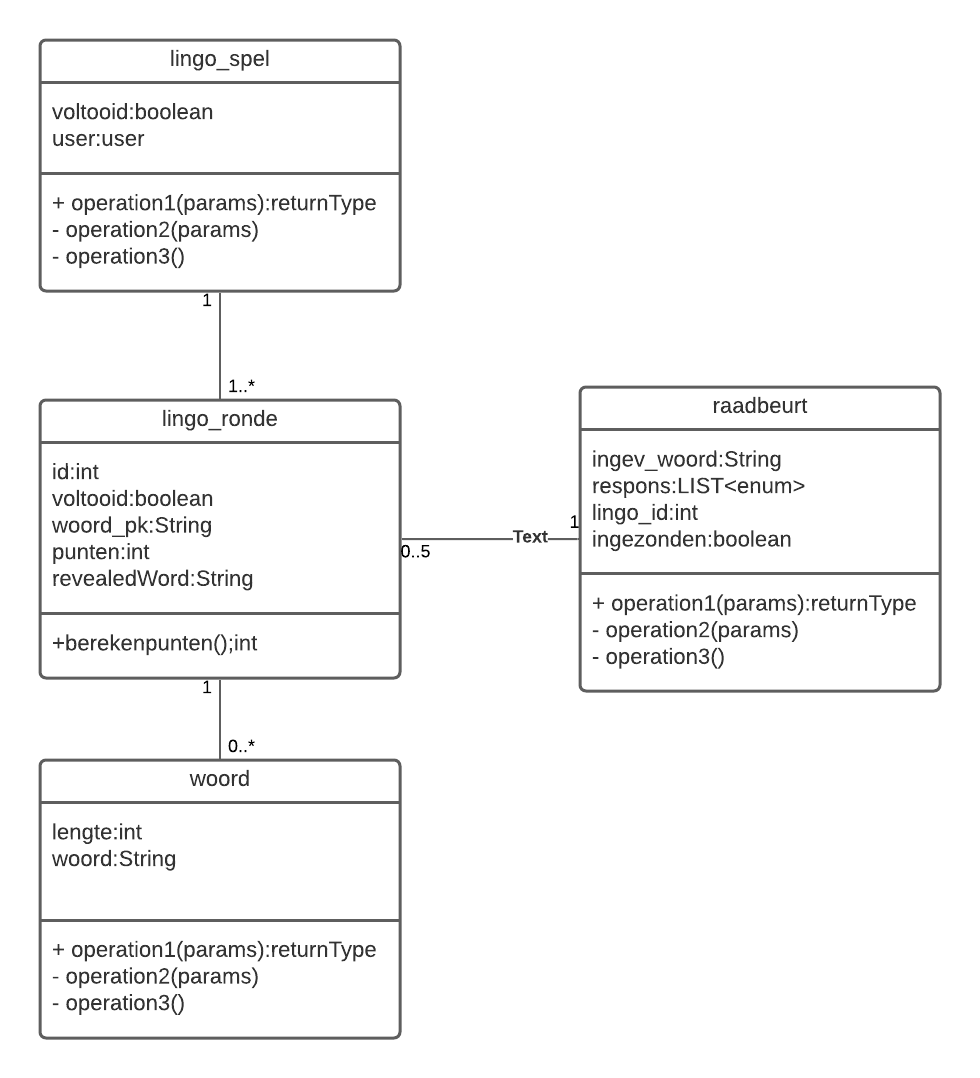 lingo_spel
voltooid:boolean
user:user
+ operation1(params):returnType
- operation2(params)
- operation3()
1
1..*
lingo_ronde
id:int
voltooid:boolean
woord_pk:String
punten:int
revealedWord:String
+berekenpunten();int
0..5
Text
1
raadbeurt
ingev_woord:String
respons:LIST<enum>
lingo_id:int
ingezonden:boolean
+ operation1(params):returnType
- operation2(params)
- operation3()
1
0..*
woord
lengte:int
woord:String
+ operation1(params):returnType
- operation2(params)
- operation3()